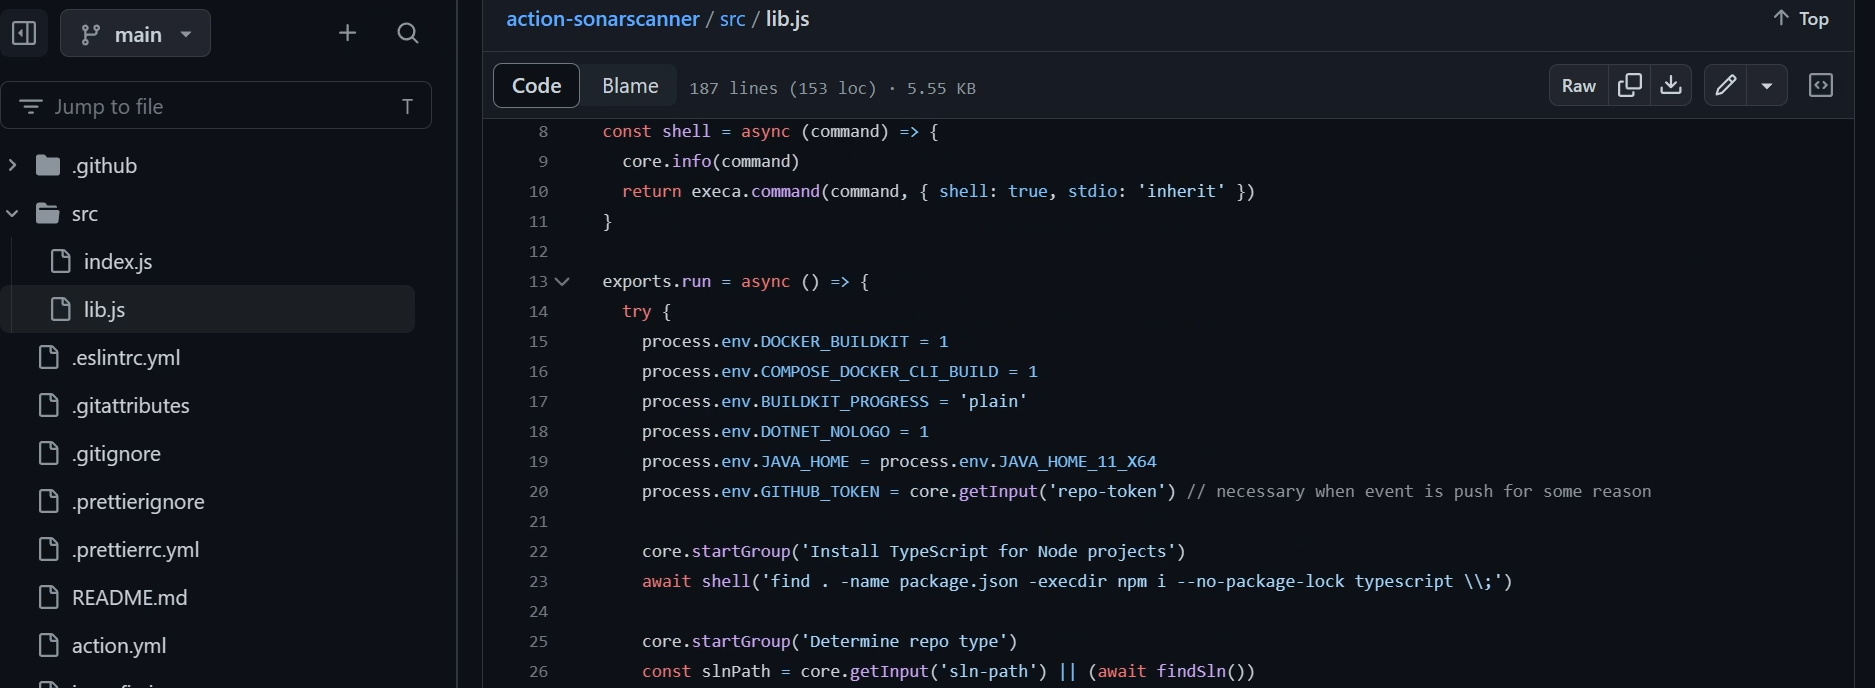 main
Jump to file
T
.github
src
index.js
lib.js
.eslintrc.yml
.gitattributes
.gitignore
.prettierignore
.prettierrc.yml
README.md
action.yml
action-sonarscanner / src / lib.js
Top
Code Blame 187 lines (153 loc) · 5.55 KB
Raw
8 const shell = async (command) => {
9 core.info(command)
10 return execa.command(command, { shell: true, stdio: 'inherit' })
11 }
12
13 exports.run = async () => {
14 try {
15 process.env.DOCKER_BUILDKIT = 1
16 process.env.COMPOSE_DOCKER_CLI_BUILD = 1
17 process.env.BUILDKIT_PROGRESS = 'plain'
18 process.env.DOTNET_NOLOGO = 1
19 process.env.JAVA_HOME = process.env.JAVA_HOME_11_X64
20 process.env.GITHUB_TOKEN = core.getInput('repo-token') // necessary when event is push for some reason
21
22 core.startGroup('Install TypeScript for Node projects')
23 await shell('find . -name package.json -execdir npm i --no-package-lock typescript \\;')
24
25 core.startGroup('Determine repo type')
26 const slnPath = core.getInput('sln-path') || (await findSln())